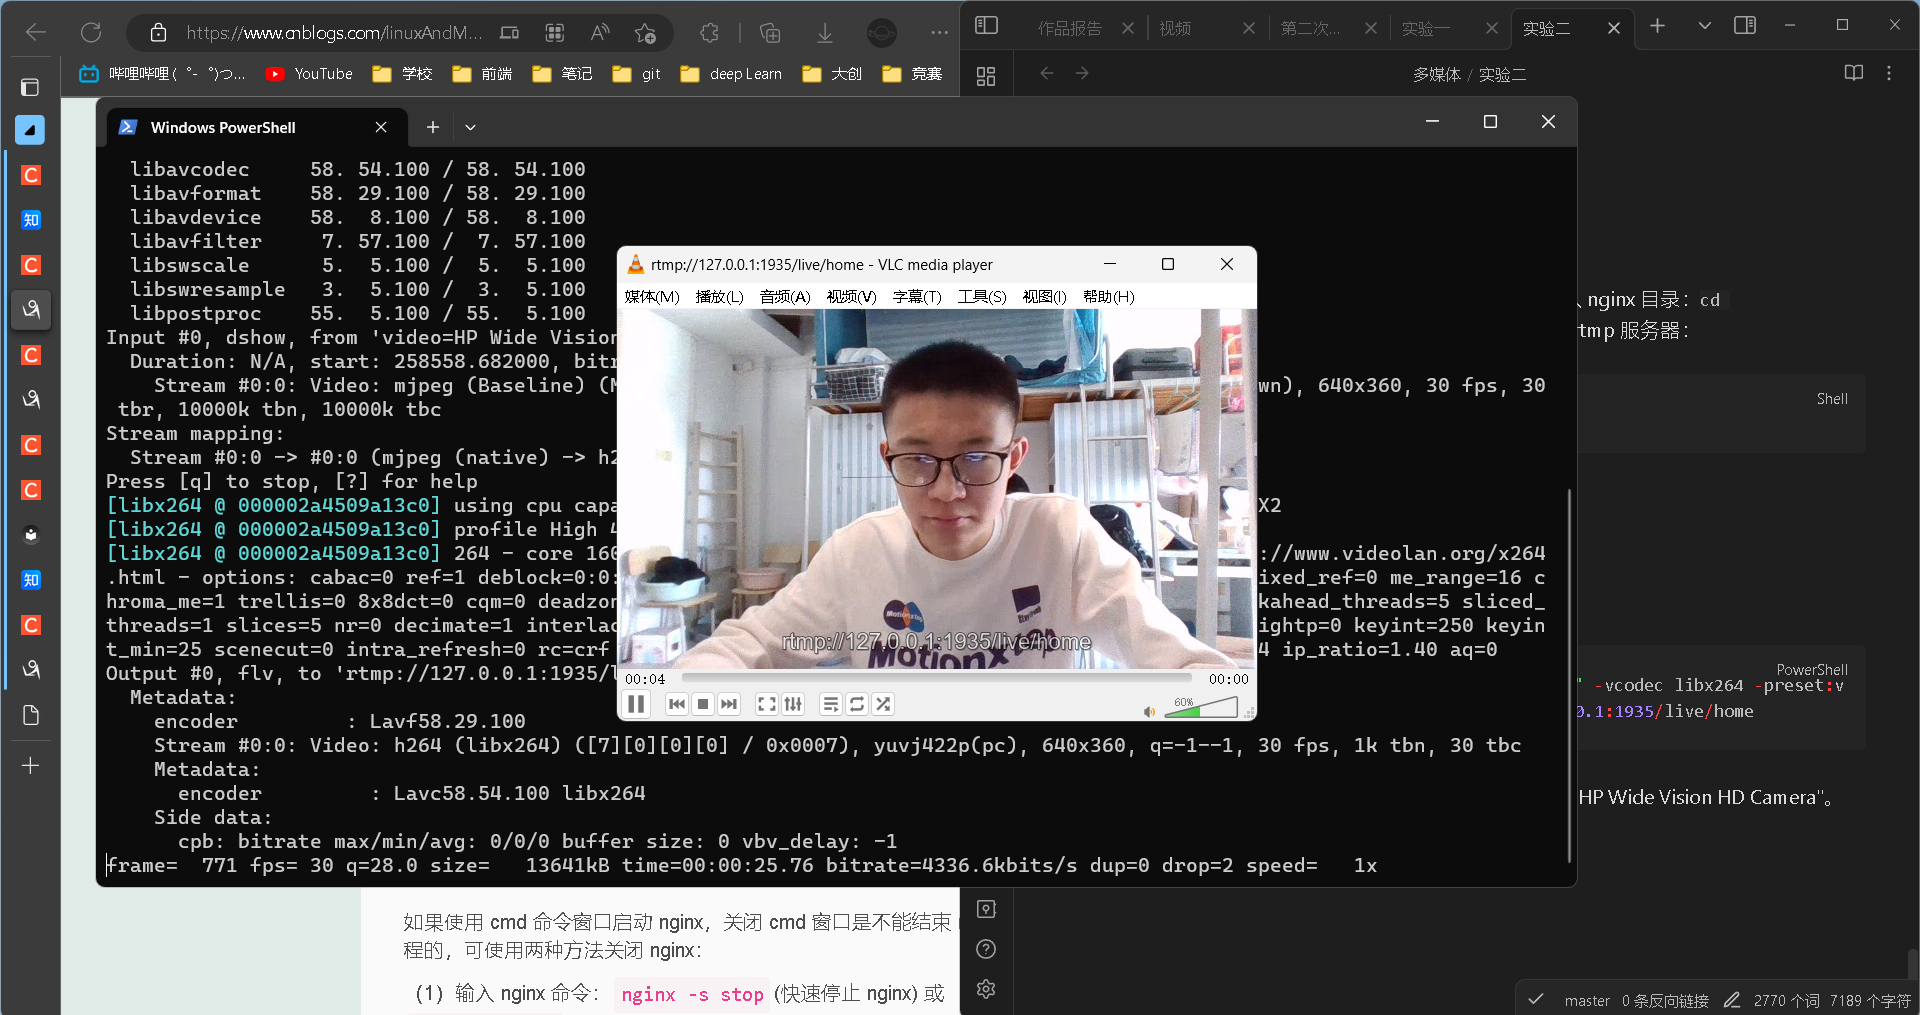 https://www.cnblogs.com/linuxAndM...
哔哩哔哩 (゜-゜)つ...
YouTube
学校
前端
笔记
git
deep Learn
大创
竞赛
作品报告
视频
第二次...
实验一
实验二
多媒体 / 实验二
Windows PowerShell
libavcodec     58. 54.100 / 58. 54.100
libavformat    58. 29.100 / 58. 29.100
libavdevice    58.  8.100 / 58.  8.100
libavfilter     7. 57.100 /  7. 57.100
libswscale      5.  5.100 /  5.  5.100
libswresample   3.  5.100 /  3.  5.100
libpostproc    55.  5.100 / 55.  5.100
Input #0, dshow, from 'video=HP Wide Vision
Duration: N/A, start: 258558.682000, bitr
Stream #0:0: Video: mjpeg (Baseline) (M
wn), 640x360, 30 fps, 30
tbr, 10000k tbn, 10000k tbc
Stream mapping:
Stream #0:0 -> #0:0 (mjpeg (native) -> h2
Press [q] to stop, [?] for help
[libx264 @ 000002a4509a13c0] using cpu capa
X2
[libx264 @ 000002a4509a13c0] profile High 4
[libx264 @ 000002a4509a13c0] 264 - core 160
://www.videolan.org/x264
.html - options: cabac=0 ref=1 deblock=0:0:
ixed_ref=0 me_range=16 c
hroma_me=1 trellis=0 8x8dct=0 cqm=0 deadzon
kahead_threads=5 sliced_
threads=1 slices=5 nr=0 decimate=1 interlac
ightp=0 keyint=250 keyin
t_min=25 scenecut=0 intra_refresh=0 rc=crf
4 ip_ratio=1.40 aq=0
Output #0, flv, to 'rtmp://127.0.0.1:1935/l
Metadata:
encoder         : Lavf58.29.100
Stream #0:0: Video: h264 (libx264) ([7][0][0][0] / 0x0007), yuvj422p(pc), 640x360, q=-1--1, 30 fps, 1k tbn, 30 tbc
Metadata:
encoder         : Lavc58.54.100 libx264
Side data:
cpb: bitrate max/min/avg: 0/0/0 buffer size: 0 vbv_delay: -1
frame=  771 fps= 30 q=28.0 size=   13641kB time=00:00:25.76 bitrate=4336.6kbits/s dup=0 drop=2 speed=   1x
rtmp://127.0.0.1:1935/live/home - VLC media player
媒体(M) 播放(L) 音频(A) 视频(V) 字幕(T) 工具(S) 视图(I) 帮助(H)
rtmp://127.0.0.1:1935/live/home
00:04
00:00
60%
nginx 目录：cd
tmp 服务器：
Shell
PowerShell
" -vcodec libx264 -preset:v
0.1:1935/live/home
HP Wide Vision HD Camera"。
如果使用 cmd 命令窗口启动 nginx，关闭 cmd 窗口是不能结束
程的，可使用两种方法关闭 nginx：
（1）输入 nginx 命令： nginx -s stop (快速停止 nginx) 或
master
0 条反向链接
2770 个词
7189 个字符